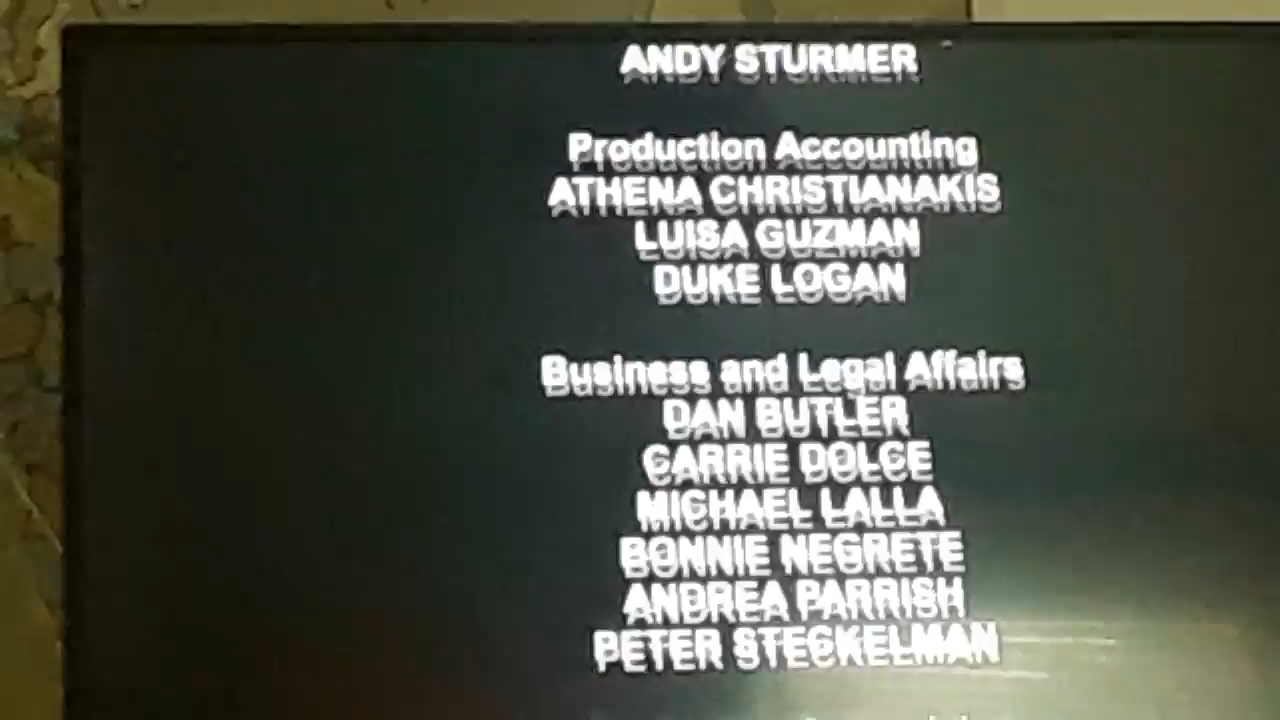 ANDY STURMER
Production Accounting
ATHENA CHRISTIANAKIS
LUISA GUZMAN
DUKE LOGAN
Business and Legal Affairs
DAN BUTLER
CARRIE DOLCE
MICHAEL LALLA
BONNIE NEGRETE
ANDREA PARRISH
PETER STECKELMAN